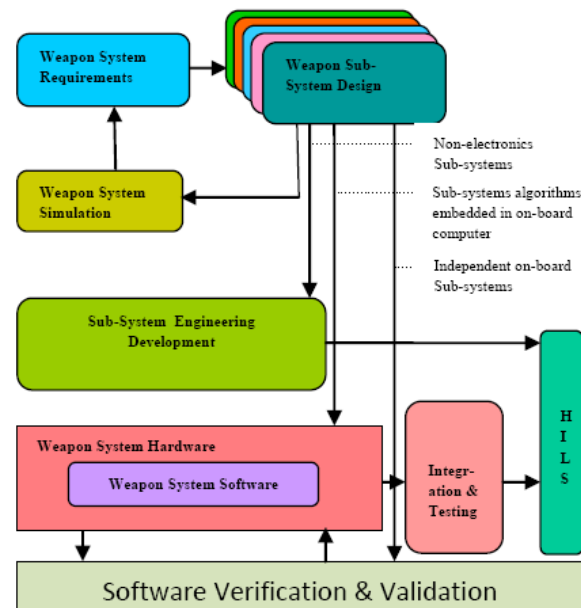 Weapon System
Requirements
Weapon Sub-
System Design
Non-electronics
Sub-systems
Weapon System
Simulation
Sub-systems algorithms
embedded in on-board
computer
Independent on-board
Sub-systems
Sub-System Engineering
Development
H
I
L
S
Weapon System Hardware
Weapon System Software
Integr-
ation &
Testing
Software Verification & Validation